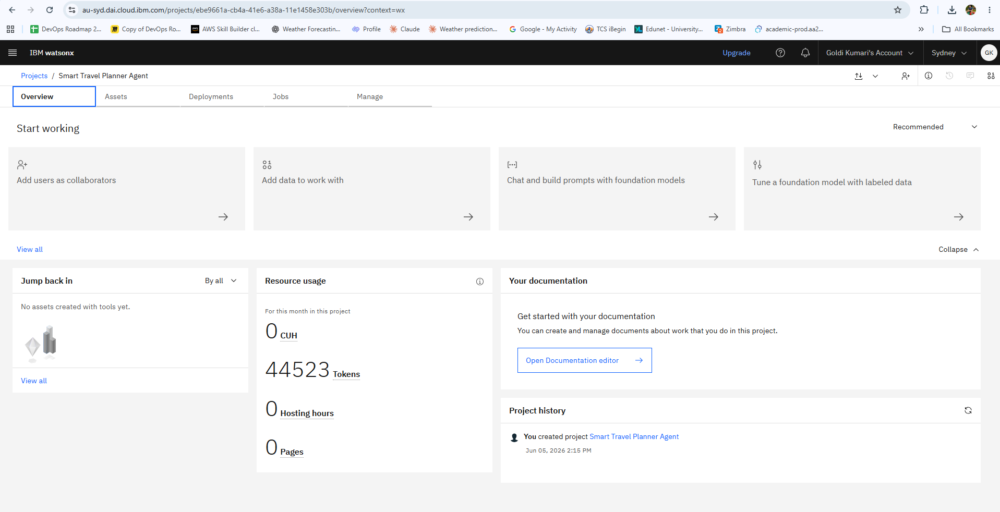 au-syd.dai.cloud.ibm.com/projects/ebe9661a-cb4a-41e6-a38a-11e1458e303b/overview?context=wx
DevOps Roadmap 2... Copy of DevOps Ro... AWS Skill Builder cl... Weather Forecastin... Profile Claude Weather prediction... Google - My Activity TCS iBegin Edunet - University... Zimbra academic-prod.aa2... » All Bookmarks
IBM watsonx Upgrade Goldi Kumari's Account Sydney GK
Projects / Smart Travel Planner Agent
Overview Assets Deployments Jobs Manage
Start working Recommended
Add users as collaborators
Add data to work with
Chat and build prompts with foundation models
Tune a foundation model with labeled data
View all Collapse
Jump back in By all
No assets created with tools yet.
View all
Resource usage
For this month in this project
0 CUH
44523 Tokens
0 Hosting hours
0 Pages
Your documentation
Get started with your documentation
You can create and manage documents about work that you do in this project.
Open Documentation editor
Project history
You created project Smart Travel Planner Agent
Jun 05, 2026 2:15 PM